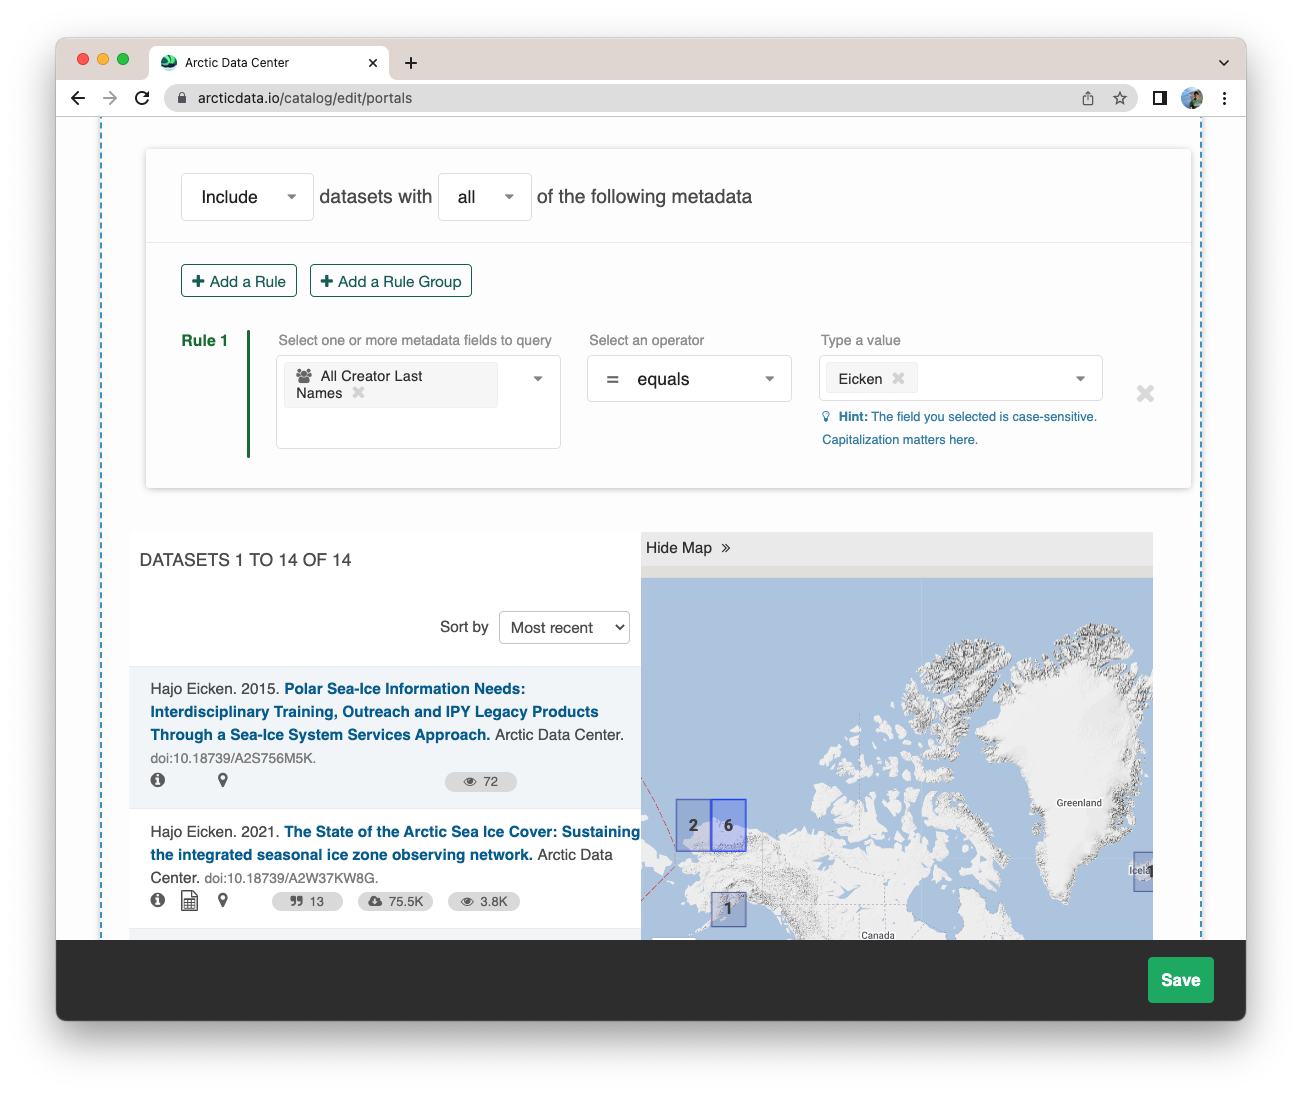 Arctic Data Center
arcticdata.io/catalog/edit/portals
Include datasets with all of the following metadata
Add a Rule Add a Rule Group
Rule 1
Select one or more metadata fields to query
All Creator Last
Names
Select an operator
= equals
Type a value
Eicken
Hint: The field you selected is case-sensitive.
Capitalization matters here.
DATASETS 1 TO 14 OF 14
Sort by Most recent
Hajo Eicken. 2015. Polar Sea-Ice Information Needs:
Interdisciplinary Training, Outreach and IPY Legacy Products
Through a Sea-Ice System Services Approach. Arctic Data Center.
doi:10.18739/A2S756M5K.
72
Hajo Eicken. 2021. The State of the Arctic Sea Ice Cover: Sustaining
the integrated seasonal ice zone observing network. Arctic Data
Center. doi:10.18739/A2W37KW8G.
13 75.5K 3.8K
Hide Map »
Greenland
2 6
1
Canada
Save